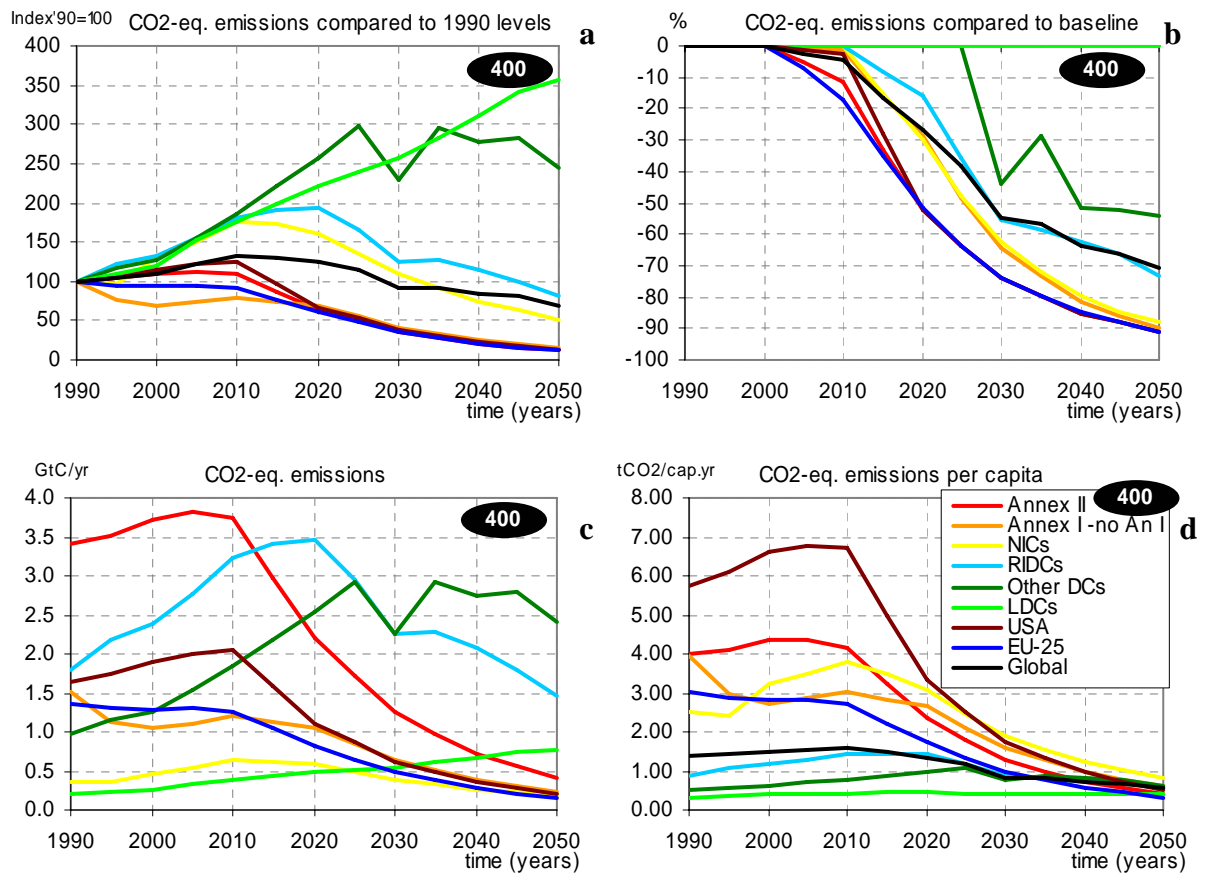 Index'90=100 CO2-eq. emissions compared to 1990 levels a
400
400
350
300
250
200
150
100
50
0
1990 2000 2010 2020 2030 2040 2050
time (years)
% CO2-eq. emissions compared to baseline b
400
0
-10
-20
-30
-40
-50
-60
-70
-80
-90
-100
1990 2000 2010 2020 2030 2040 2050
time (years)
GtC/yr CO2-eq. emissions
400 c
4.0
3.5
3.0
2.5
2.0
1.5
1.0
0.5
0.0
1990 2000 2010 2020 2030 2040 2050
time (years)
tCO2/cap.yr CO2-eq. emissions per capita
400 d
8.00
7.00
6.00
5.00
4.00
3.00
2.00
1.00
0.00
Annex II
Annex I -no An I
NICs
RIDCs
Other DCs
LDCs
USA
EU-25
Global
1990 2000 2010 2020 2030 2040 2050
time (years)